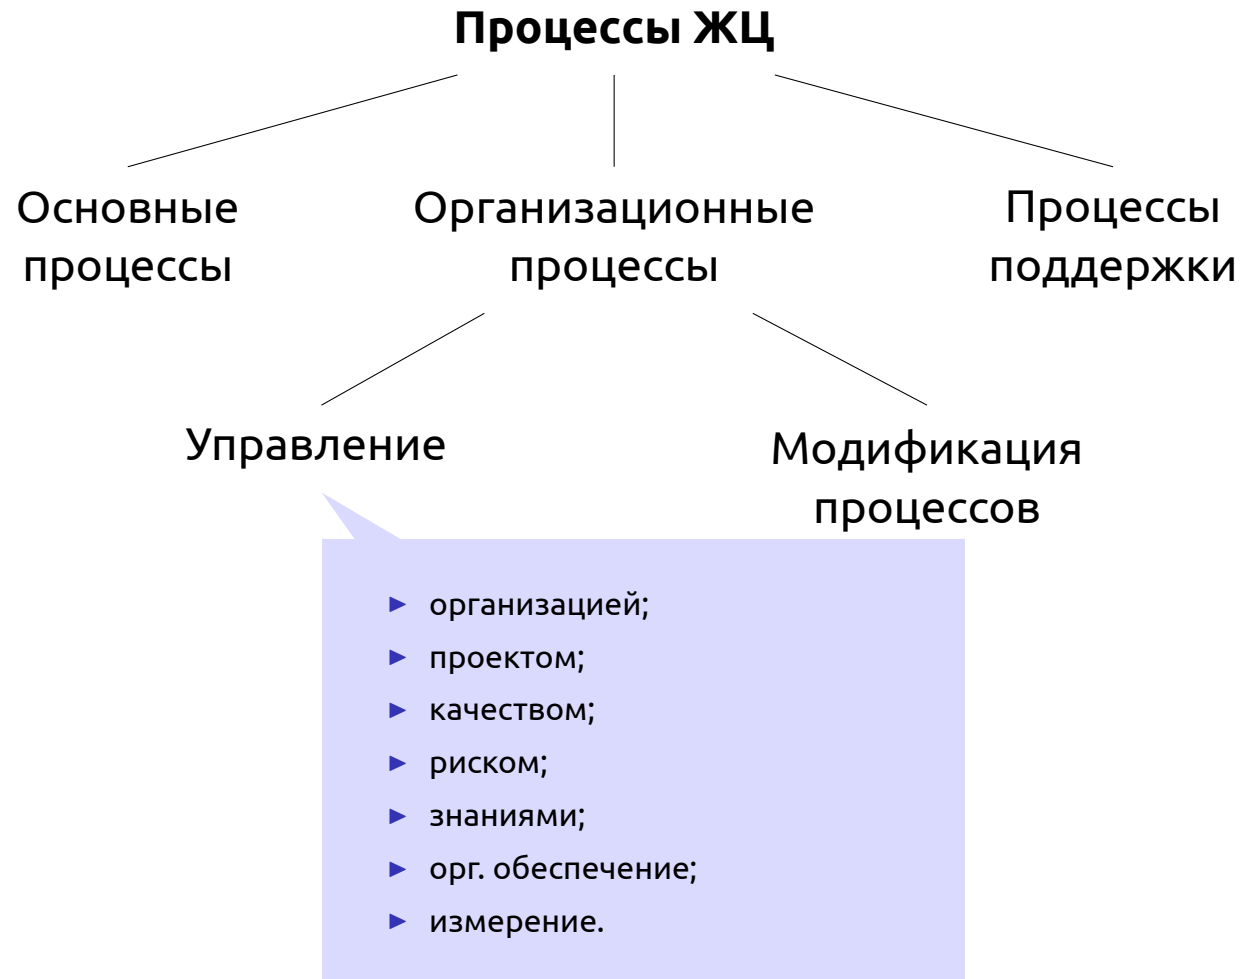 Процессы ЖЦ
Основные
процессы
Организационные
процессы
Процессы
поддержки
Управление
Модификация
процессов
организацией;
проектом;
качеством;
риском;
знаниями;
орг. обеспечение;
измерение.